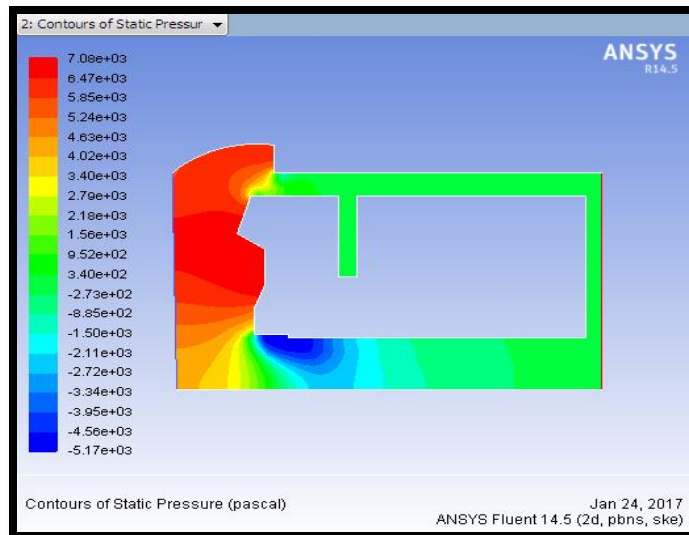 2: Contours of Static Pressur
ANSYS
R14.5
7.08e+03
6.47e+03
5.85e+03
5.24e+03
4.63e+03
4.02e+03
3.40e+03
2.79e+03
2.18e+03
1.57e+03
9.52e+02
3.40e+02
-2.73e+02
-8.85e+02
-1.50e+03
-2.11e+03
-2.72e+03
-3.34e+03
-3.95e+03
-4.56e+03
-5.17e+03
Contours of Static Pressure (pascal)
Jan 24, 2017
ANSYS Fluent 14.5 (2d, pbns, ske)